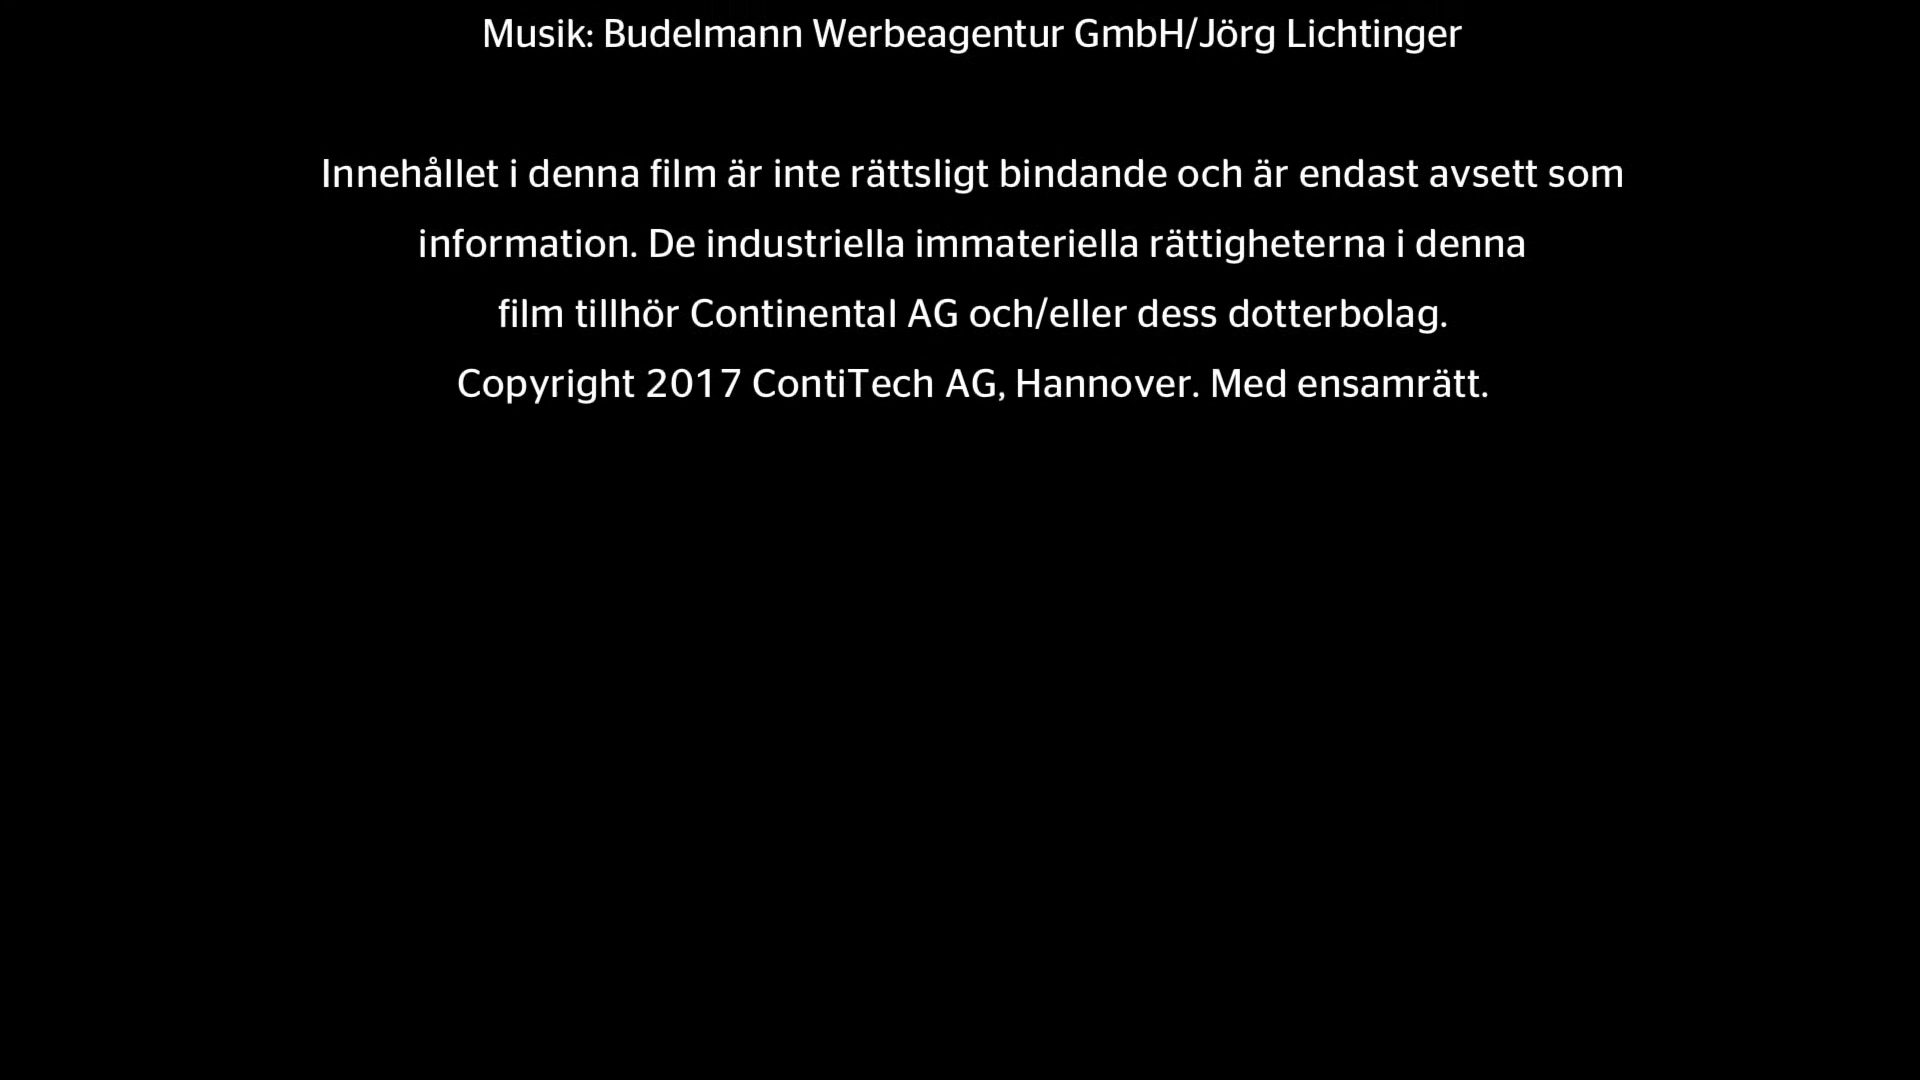 Musik: Budelmann Werbeagentur GmbH/Jörg Lichtinger
Innehållet i denna film är inte rättsligt bindande och är endast avsett som
information. De industriella immateriella rättigheterna i denna
film tillhör Continental AG och/eller dess dotterbolag.
Copyright 2017 ContiTech AG, Hannover. Med ensamrätt.